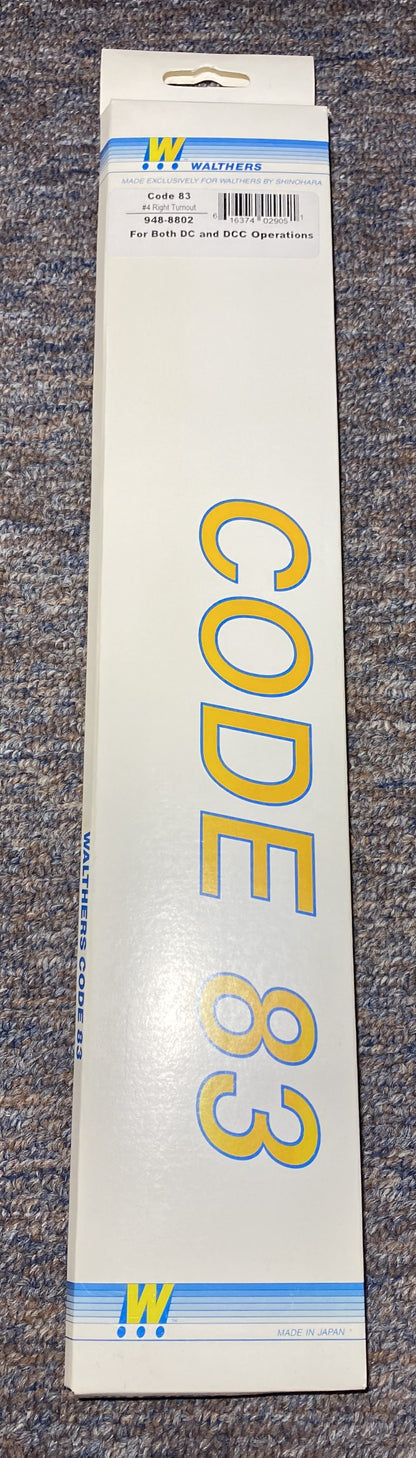 W
WALTHERS
MADE EXCLUSIVELY FOR WALTHERS BY SHINOHARA
Code 83
#4 Right Turnout
948-8802
6 16374 02905 1
For Both DC and DCC Operations
CODE 83
WALTHERS CODE 83
W
TM
MADE IN JAPAN